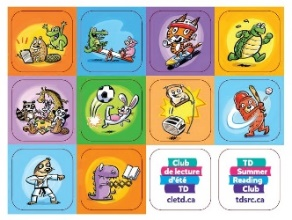 Club
de lecture
d'été
TD
cletd.ca
TD
Summer
Reading
Club
tdsrc.ca